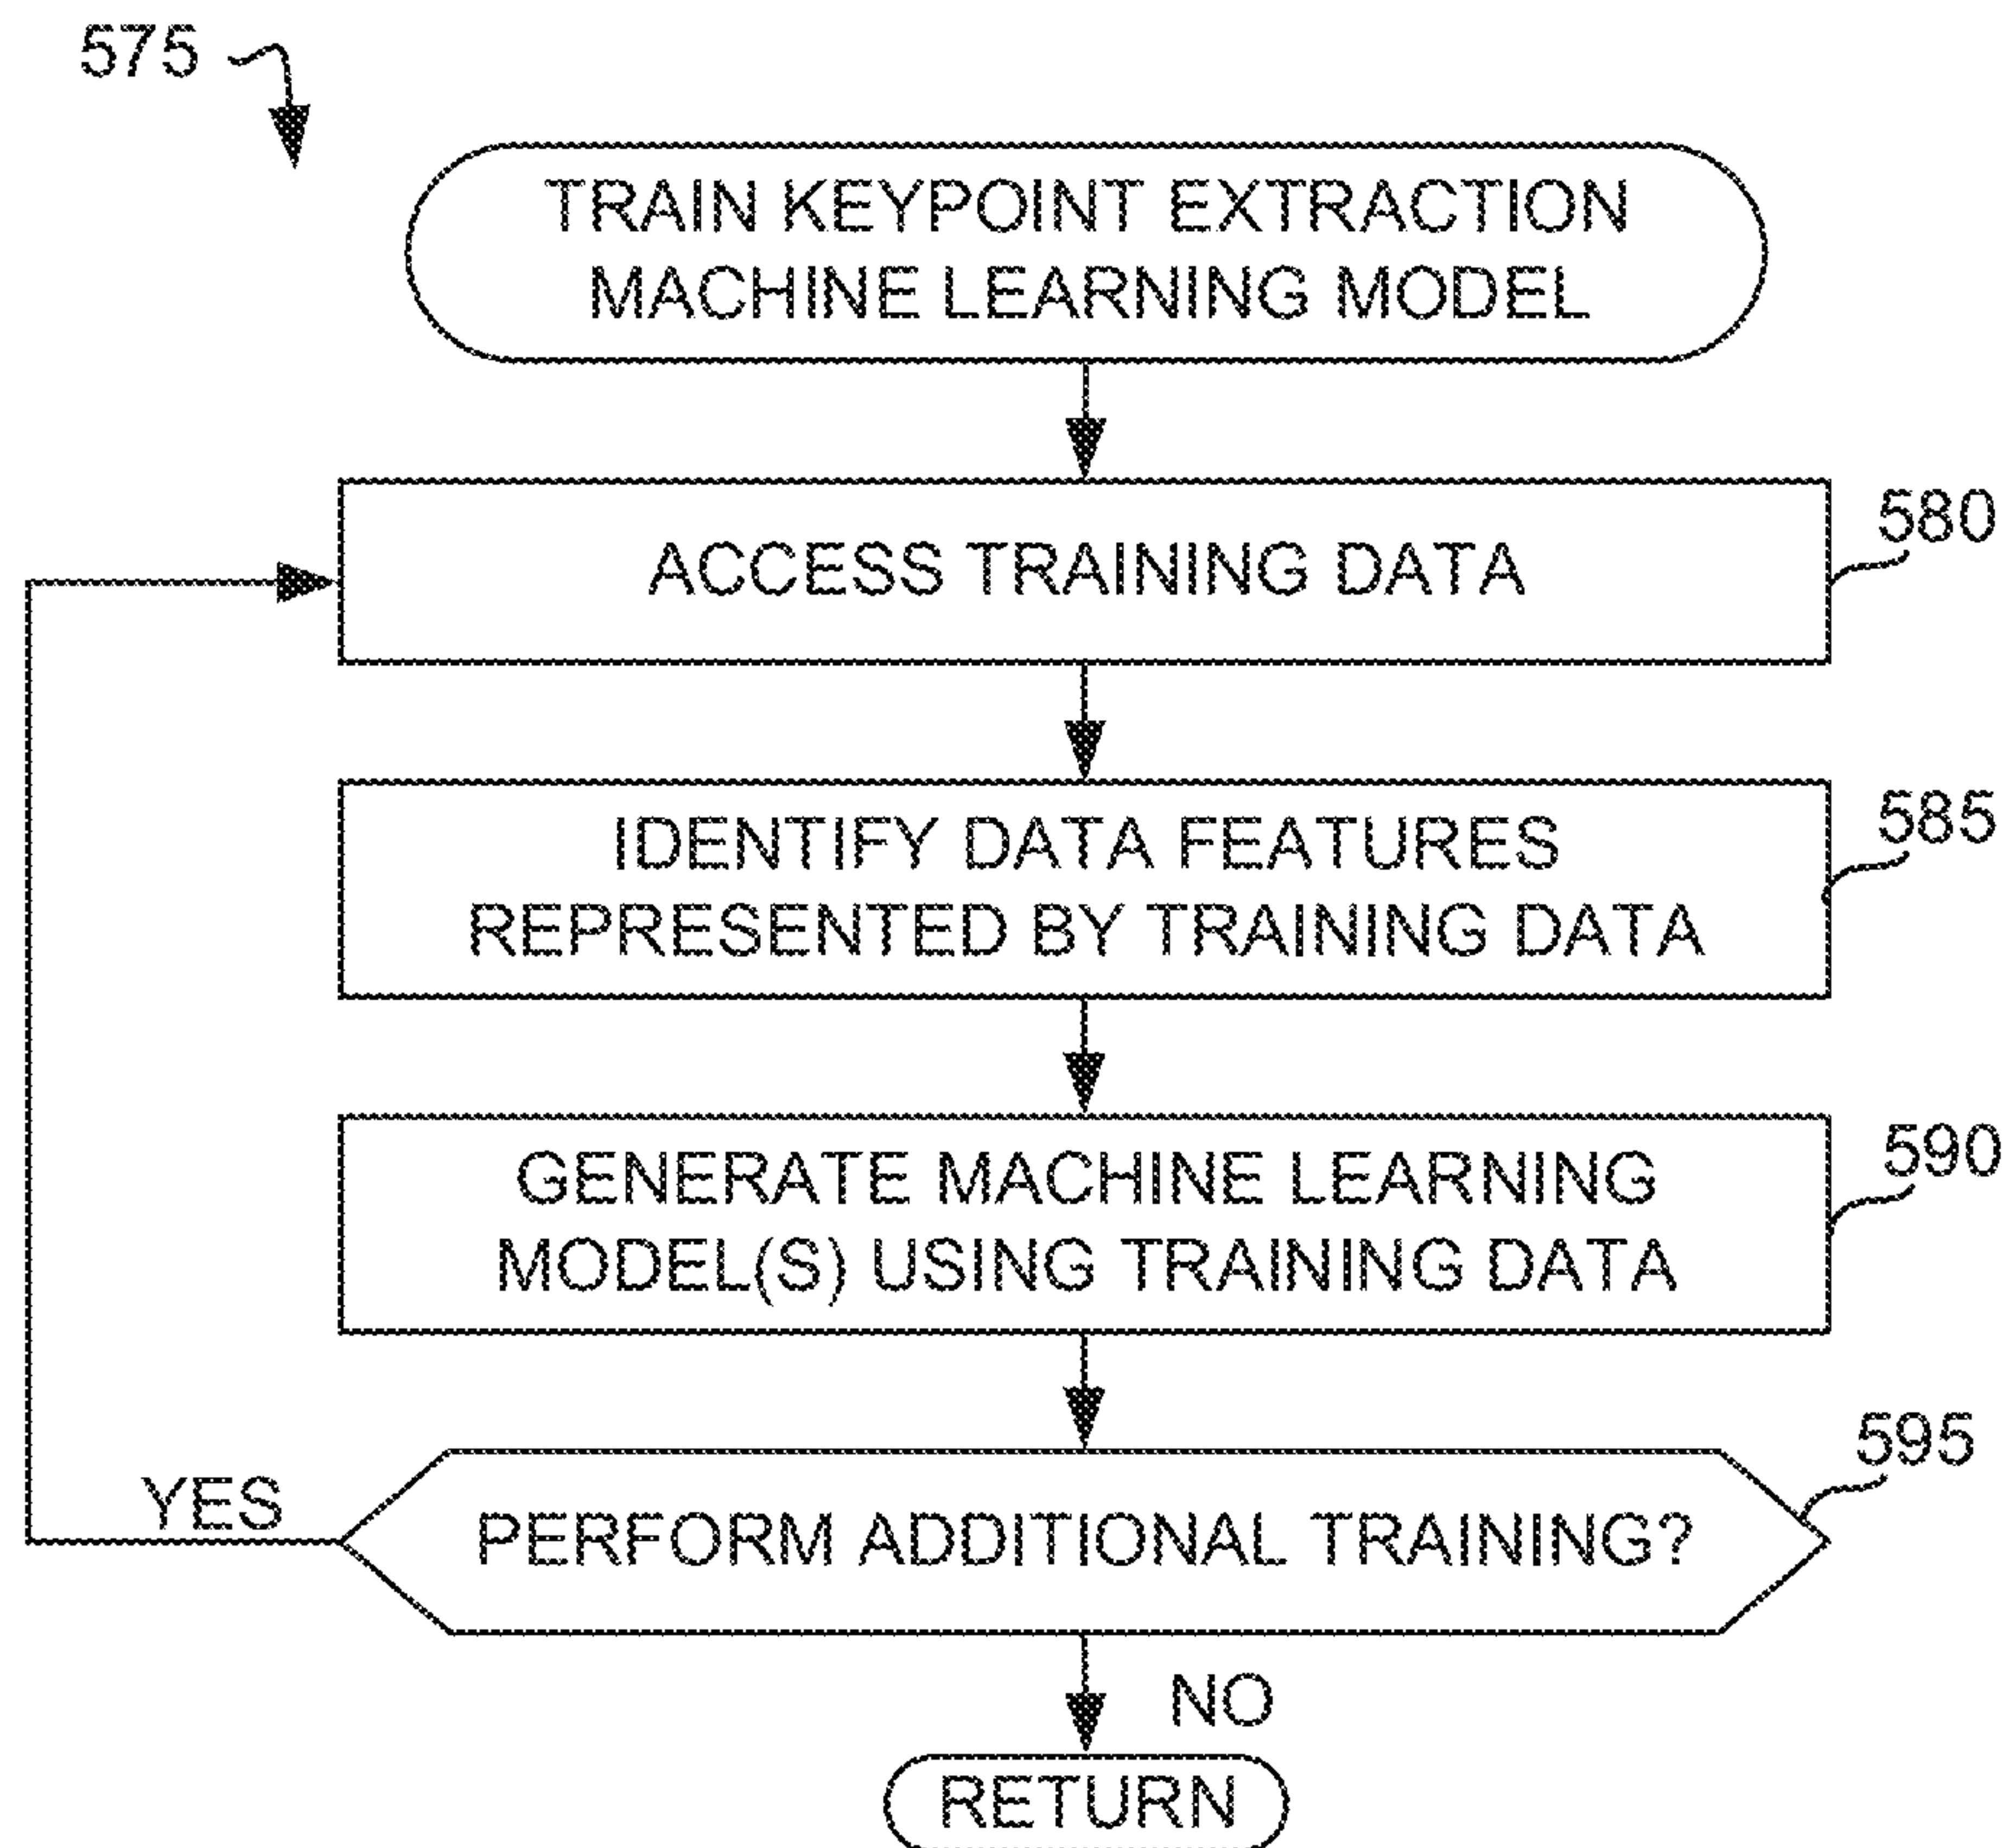 575
TRAIN KEYPOINT EXTRACTION
MACHINE LEARNING MODEL
580
ACCESS TRAINING DATA
585
IDENTIFY DATA FEATURES
REPRESENTED BY TRAINING DATA
590
GENERATE MACHINE LEARNING
MODEL(S) USING TRAINING DATA
595
YES
PERFORM ADDITIONAL TRAINING?
NO
RETURN